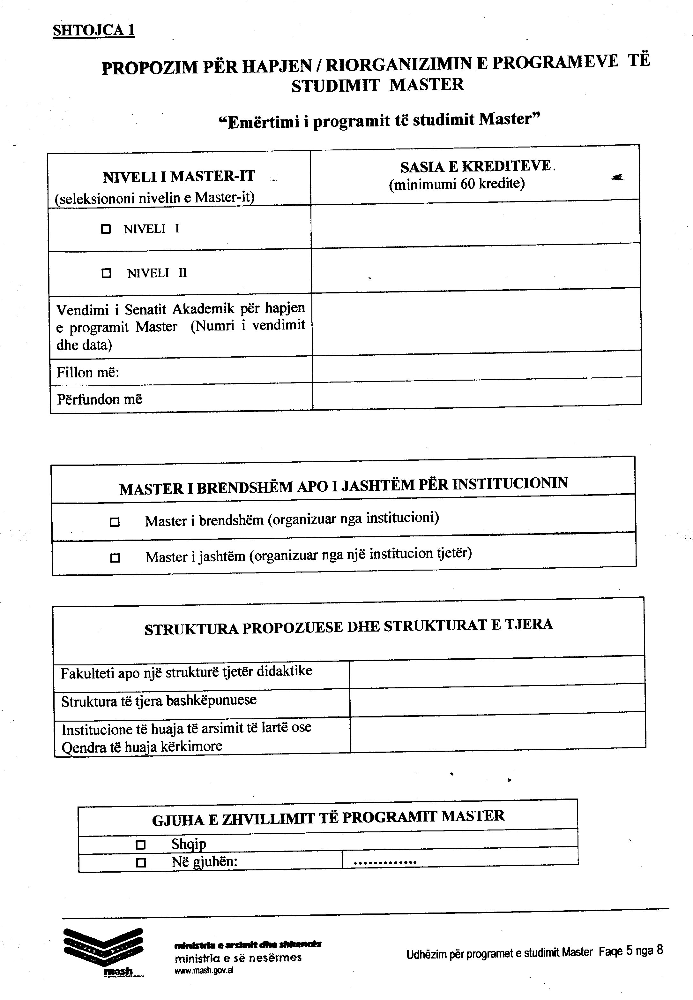 SHTOJCA 1
PROPOZIM PËR HAPJEN / RIORGANIZIMIN E PROGRAMEVE TË
STUDIMIT MASTER
“Emërtimi i programit të studimit Master”
NIVELI I MASTER-IT
(seleksiononi nivelin e Master-it)
SASIA E KREDITEVE.
(minimumi 60 kredite)
☐ NIVELI I
☐ NIVELI II
Vendimi i Senatit Akademik për hapjen
e programit Master (Numri i vendimit
dhe data)
Fillon më:
Përfundon më
MASTER I BRENDSHËM APO I JASHTËM PËR INSTITUCIONIN
☐ Master i brendshëm (organizuar nga institucioni)
☐ Master i jashtëm (organizuar nga një institucion tjetër)
STRUKTURA PROPOZUESE DHE STRUKTURAT E TJERA
Fakulteti apo një strukturë tjetër didaktike
Struktura të tjera bashkëpunuese
Institucione të huaja të arsimit të lartë ose
Qendra të huaja kërkimore
GJUHA E ZHVILLIMIT TË PROGRAMIT MASTER
☐ Shqip
☐ Në gjuhën: .............
mash
ministria e arsimit dhe shkencës
ministria e së nesërmes
www.mash.gov.al
Udhëzim për programet e studimit Master Faqe 5 nga 8